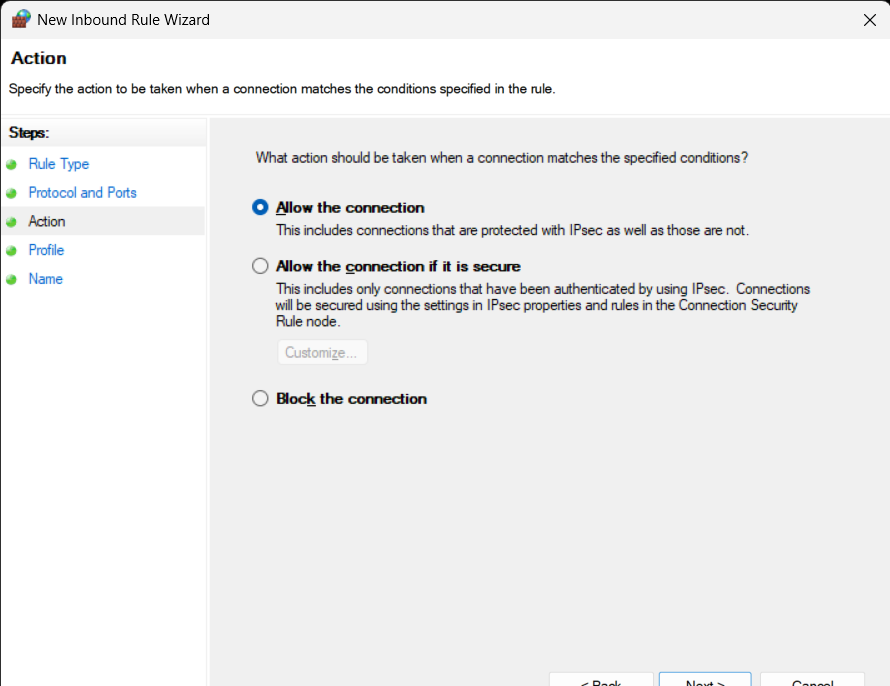 New Inbound Rule Wizard
Action
Specify the action to be taken when a connection matches the conditions specified in the rule.
Steps:
Rule Type
Protocol and Ports
Action
Profile
Name
What action should be taken when a connection matches the specified conditions?
Allow the connection
This includes connections that are protected with IPsec as well as those are not.
Allow the connection if it is secure
This includes only connections that have been authenticated by using IPsec. Connections
will be secured using the settings in IPsec properties and rules in the Connection Security
Rule node.
Customize...
Block the connection
< Back
Next >
Cancel